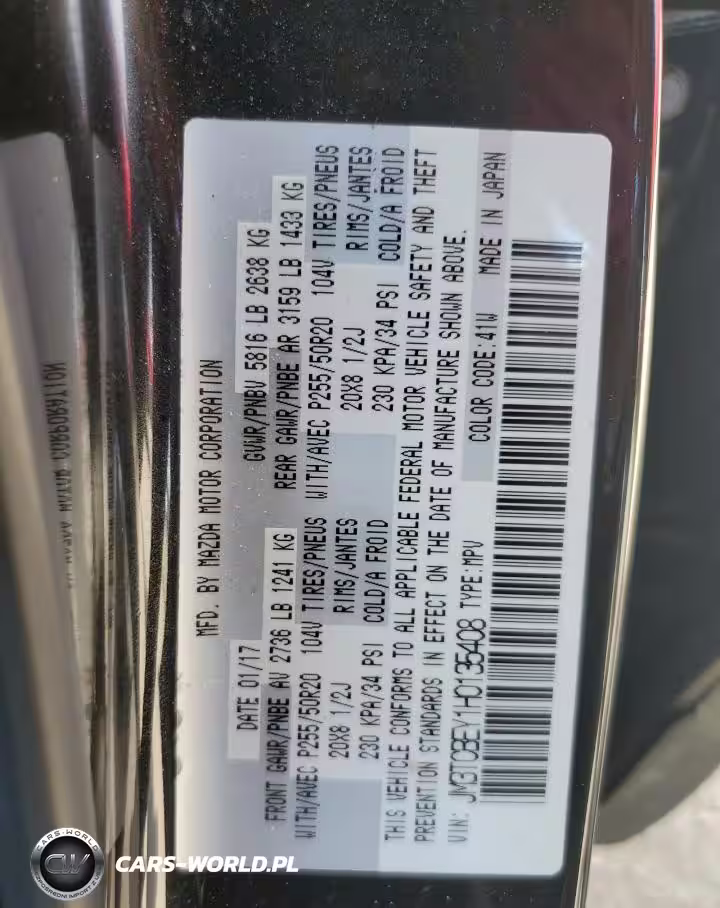 MFD. BY MAZDA MOTOR CORPORATION
DATE 01/17 GVWR/PNBV 5816 LB 2638 KG
FRONT GAWR/PNBE AV 2736 LB 1241 KG REAR GAWR/PNBE AR 3159 LB 1433 KG
WITH/AVEC P255/50R20 104V TIRES/PNEUS WITH/AVEC P255/50R20 104V TIRES/PNEUS
20X8 1/2J RIMS/JANTES 20X8 1/2J RIMS/JANTES
230 KPA/34 PSI COLD/A FROID 230 KPA/34 PSI COLD/A FROID
THIS VEHICLE CONFORMS TO ALL APPLICABLE FEDERAL MOTOR VEHICLE SAFETY AND THEFT
PREVENTION STANDARDS IN EFFECT ON THE DATE OF MANUFACTURE SHOWN ABOVE.
VIN: JM3TCBEY1H0135408 TYPE:MPV COLOR CODE:41W MADE IN JAPAN
CARS-WORLD
CW
CARS-WORLD.PL